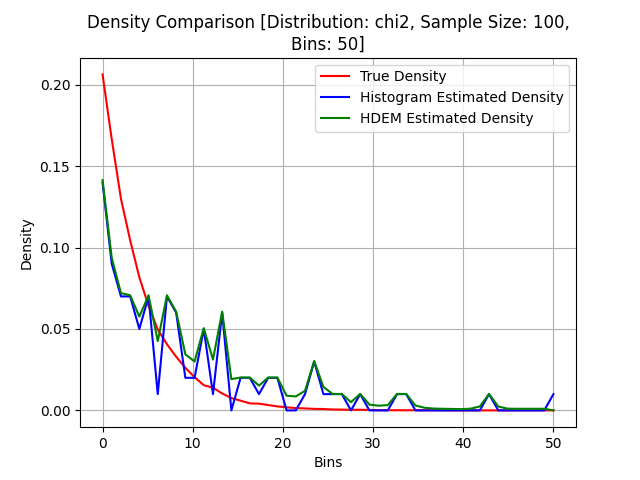 Density Comparison [Distribution: chi2, Sample Size: 100,
Bins: 50]
True Density
Histogram Estimated Density
HDEM Estimated Density
0.20
0.15
0.10
0.05
0.00
Density
0 10 20 30 40 50
Bins